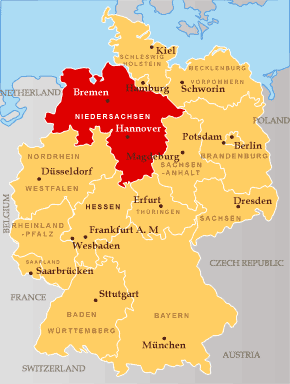 Kiel
SCHLESWIG
HOLSTEIN
MECKLENBURG
VORPOMMERN
Hamburg
Schworin
NETHERLAND
Bremen
NIEDERSACHSEN
POLAND
Hannover
Potsdam
Berlin
BRANDENBURG
Magdeburg
SACHSEN
-ANHALT
NORDRHEIN
Düsseldorf
WESTFALEN
HESSEN
Erfurt
THÜRINGEN
Dresden
SACHSEN
BELGIUM
RHEINLAND
-PFALZ
Frankfurt A. M
Wesbaden
SAARLAND
Saarbrücken
CZECH REPUBLIC
FRANCE
Sttutgart
BADEN
WÜRTTEMBERG
BAYERN
München
AUSTRIA
SWITZERLAND